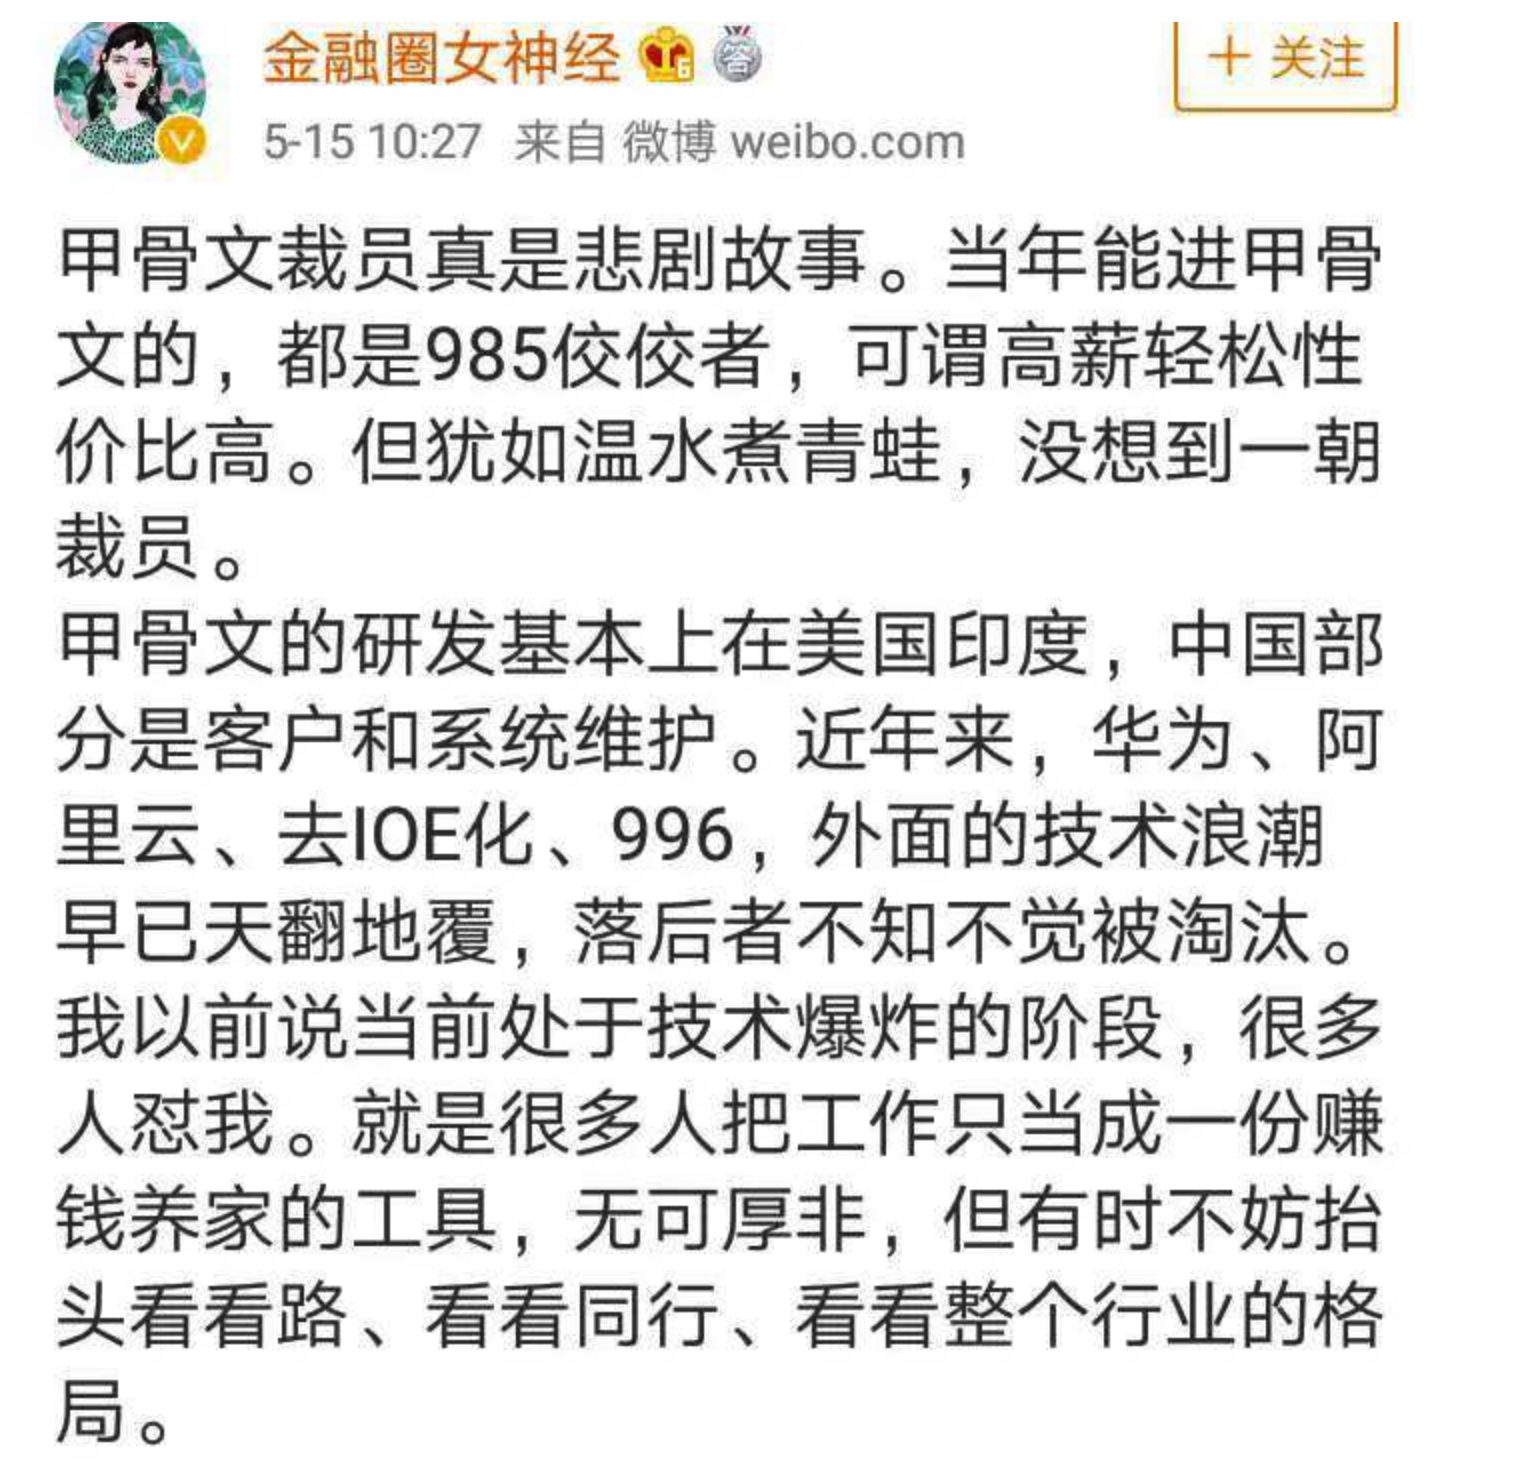 金融圈女神经
＋ 关注
5-15 10:27 来自 微博 weibo.com
甲骨文裁员真是悲剧故事。当年能进甲骨
文的，都是985佼佼者，可谓高薪轻松性
价比高。但犹如温水煮青蛙，没想到一朝
裁员。
甲骨文的研发基本上在美国印度，中国部
分是客户和系统维护。近年来，华为、阿
里云、去IOE化、996，外面的技术浪潮
早已天翻地覆，落后者不知不觉被淘汰。
我以前说当前处于技术爆炸的阶段，很多
人怼我。就是很多人把工作只当成一份赚
钱养家的工具，无可厚非，但有时不妨抬
头看看路、看看同行、看看整个行业的格
局。